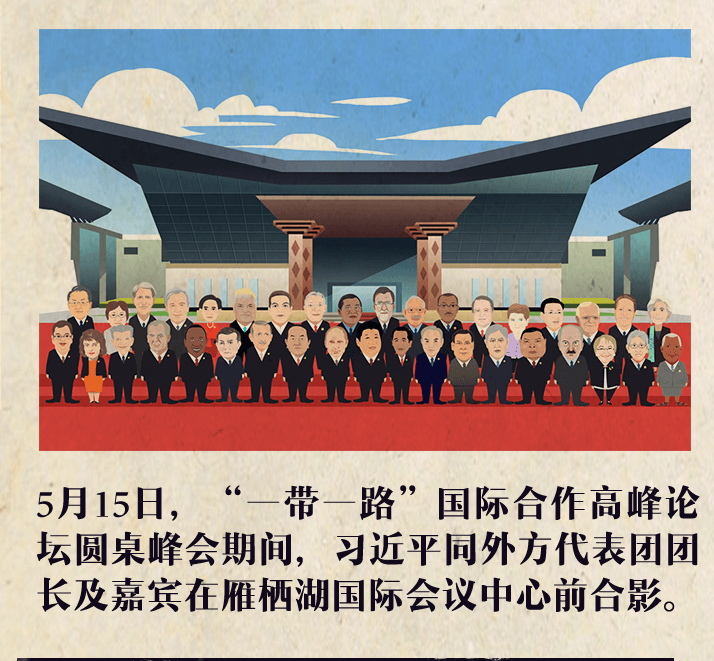 5月15日，“一带一路”国际合作高峰论
坛圆桌峰会期间，习近平同外方代表团团
长及嘉宾在雁栖湖国际会议中心前合影。